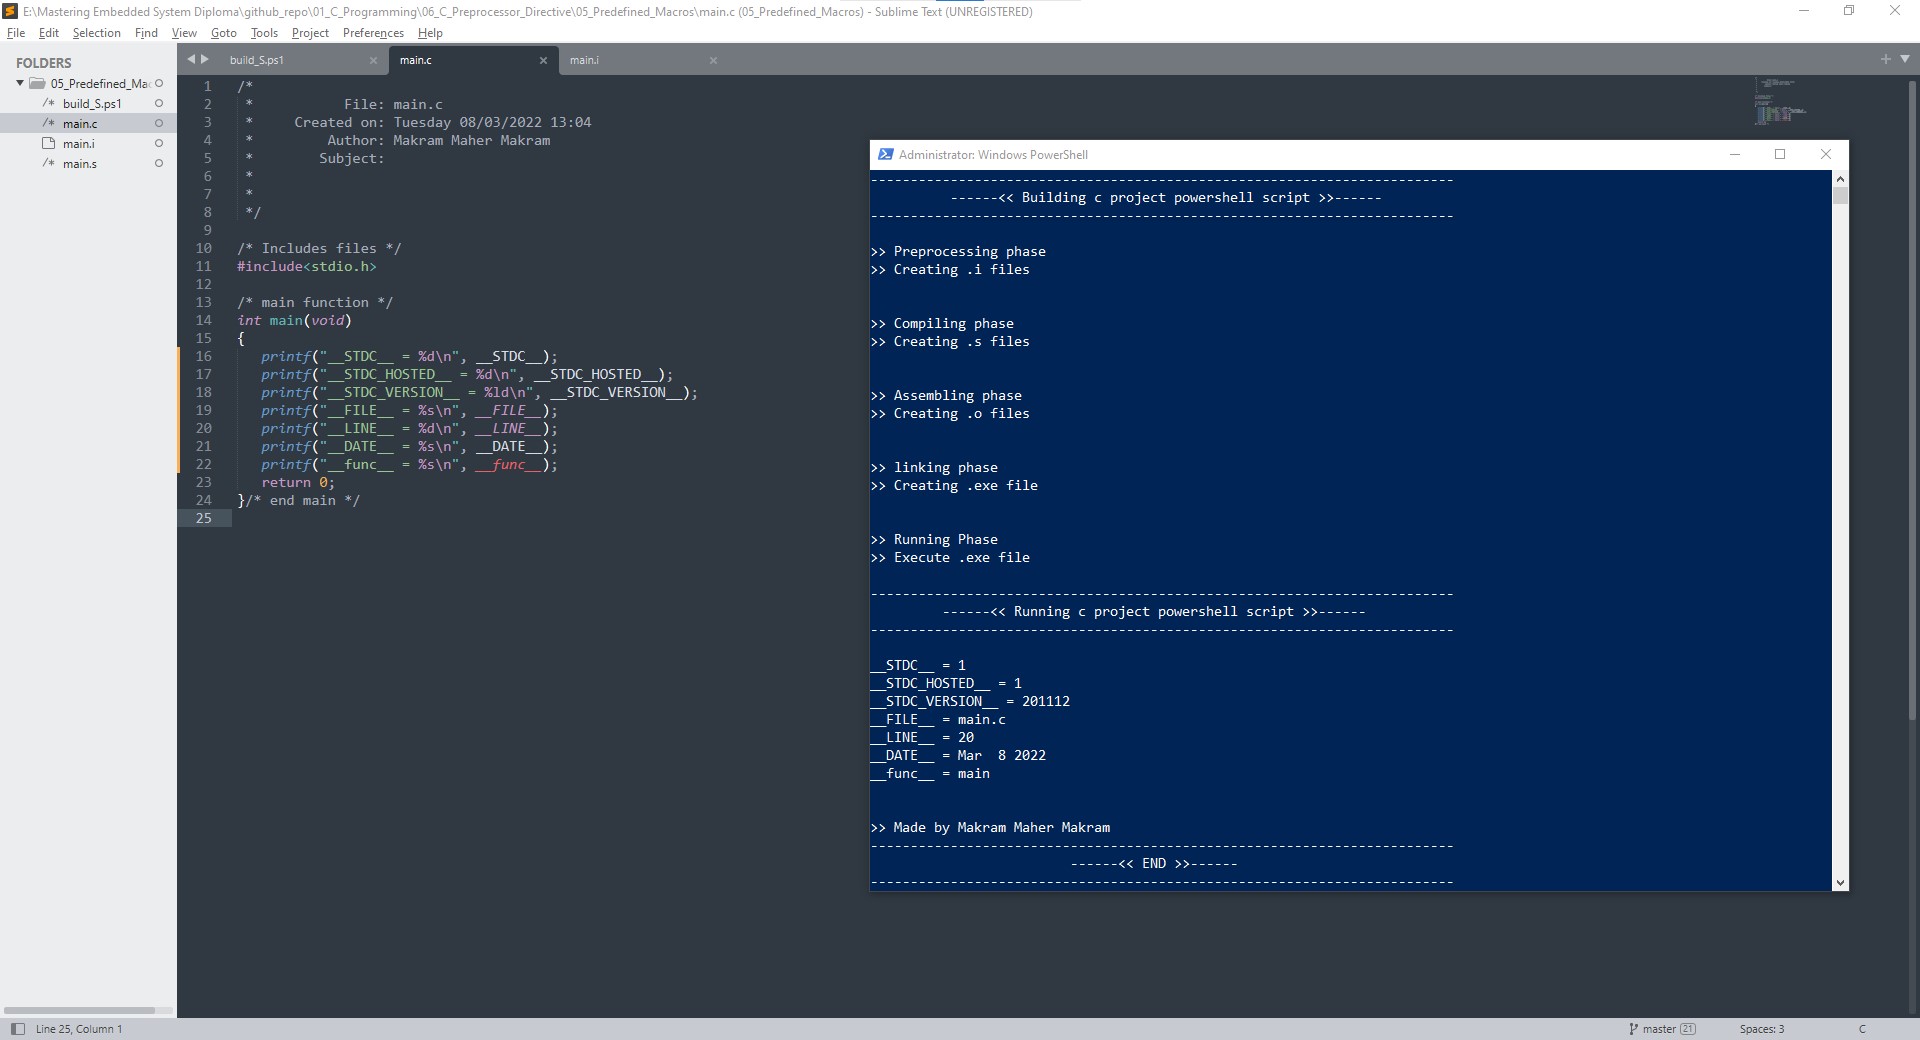 E:\Mastering Embedded System Diploma\github_repo\01_C_Programming\06_C_Preprocessor_Directive\05_Predefined_Macros\main.c (05_Predefined_Macros) - Sublime Text (UNREGISTERED)
File Edit Selection Find View Goto Tools Project Preferences Help
FOLDERS
05_Predefined_Mac
/* build_S.ps1
/* main.c
main.i
/* main.s
build_S.ps1 main.c main.i
1 /*
2 * File: main.c
3 * Created on: Tuesday 08/03/2022 13:04
4 * Author: Makram Maher Makram
5 * Subject:
6 *
7 *
8 */
9
10 /* Includes files */
11 #include<stdio.h>
12
13 /* main function */
14 int main(void)
15 {
16 printf("__STDC__ = %d\n", __STDC__);
17 printf("__STDC_HOSTED__ = %d\n", __STDC_HOSTED__);
18 printf("__STDC_VERSION__ = %ld\n", __STDC_VERSION__);
19 printf("__FILE__ = %s\n", __FILE__);
20 printf("__LINE__ = %d\n", __LINE__);
21 printf("__DATE__ = %s\n", __DATE__);
22 printf("__func__ = %s\n", __func__);
23 return 0;
24 }/* end main */
25
Administrator: Windows PowerShell
-------------------------------------------------------------------------
------<< Building c project powershell script >>------
-------------------------------------------------------------------------
>> Preprocessing phase
>> Creating .i files
>> Compiling phase
>> Creating .s files
>> Assembling phase
>> Creating .o files
>> linking phase
>> Creating .exe file
>> Running Phase
>> Execute .exe file
-------------------------------------------------------------------------
------<< Running c project powershell script >>------
-------------------------------------------------------------------------
__STDC__ = 1
__STDC_HOSTED__ = 1
__STDC_VERSION__ = 201112
__FILE__ = main.c
__LINE__ = 20
__DATE__ = Mar  8 2022
__func__ = main
>> Made by Makram Maher Makram
-------------------------------------------------------------------------
------<< END >>------
-------------------------------------------------------------------------
Line 25, Column 1
master 21
Spaces: 3
C